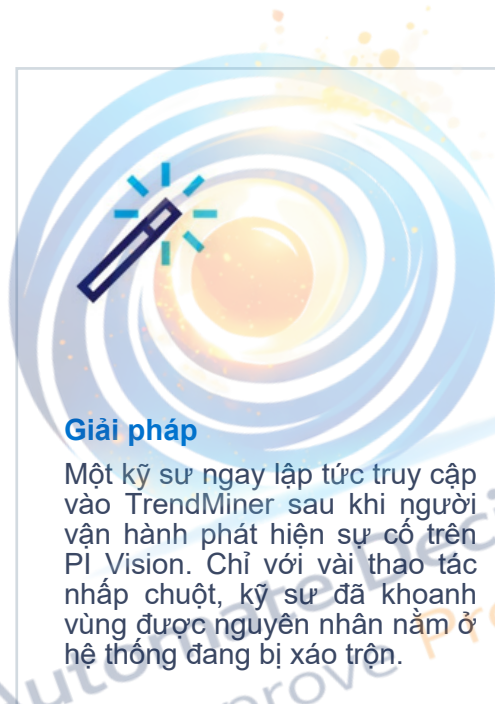 Giải pháp
Một kỹ sư ngay lập tức truy cập
vào TrendMiner sau khi người
vận hành phát hiện sự cố trên
PI Vision. Chỉ với vài thao tác
nhấp chuột, kỹ sư đã khoanh
vùng được nguyên nhân nằm ở
hệ thống đang bị xáo trộn.